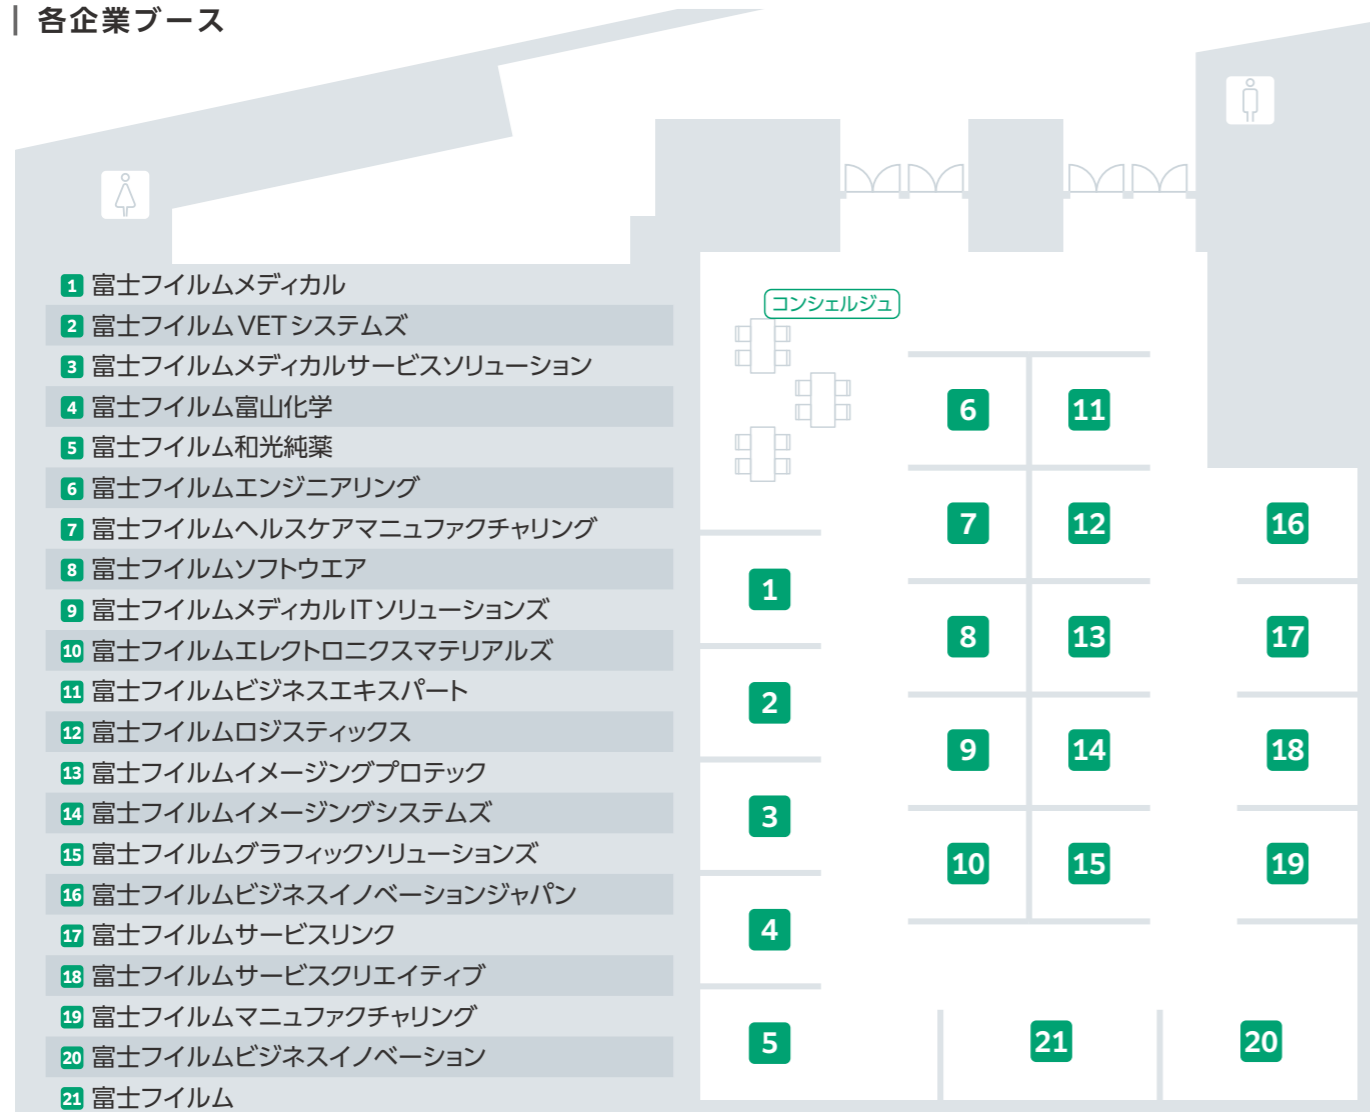 各企業ブース
1 富士フイルムメディカル
2 富士フイルムVETシステムズ
3 富士フイルムメディカルサービスソリューション
4 富士フイルム富山化学
5 富士フイルム和光純薬
6 富士フイルムエンジニアリング
7 富士フイルムヘルスケアマニュファクチャリング
8 富士フイルムソフトウエア
9 富士フイルムメディカルITソリューションズ
10 富士フイルムエレクトロニクスマテリアルズ
11 富士フイルムビジネスエキスパート
12 富士フイルムロジスティックス
13 富士フイルムイメージングプロテック
14 富士フイルムイメージングシステムズ
15 富士フイルムグラフィックソリューションズ
16 富士フイルムビジネスイノベーションジャパン
17 富士フイルムサービスリンク
18 富士フイルムサービスクリエイティブ
19 富士フイルムマニュファクチャリング
20 富士フイルムビジネスイノベーション
21 富士フイルム
コンシェルジュ
6 11
7 12 16
1
8 13 17
2
9 14 18
3
10 15 19
4
5 21 20